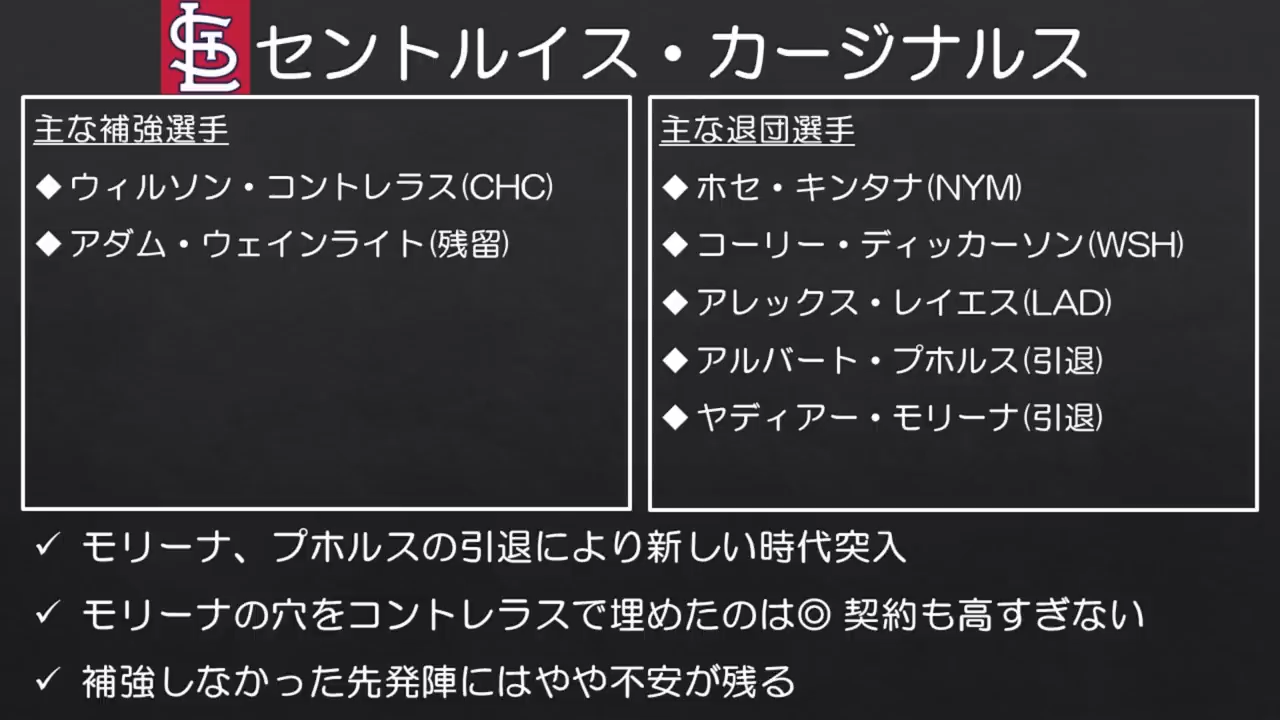 STL セントルイス・カージナルス
主な補強選手
◆ウィルソン・コントレラス(CHC)
◆アダム・ウェインライト(残留)
主な退団選手
◆ホセ・キンタナ(NYM)
◆コーリー・ディッカーソン(WSH)
◆アレックス・レイエス(LAD)
◆アルバート・プホルス(引退)
◆ヤディアー・モリーナ(引退)
✓ モリーナ、プホルスの引退により新しい時代突入
✓ モリーナの穴をコントレラスで埋めたのは◎ 契約も高すぎない
✓ 補強しなかった先発陣にはやや不安が残る